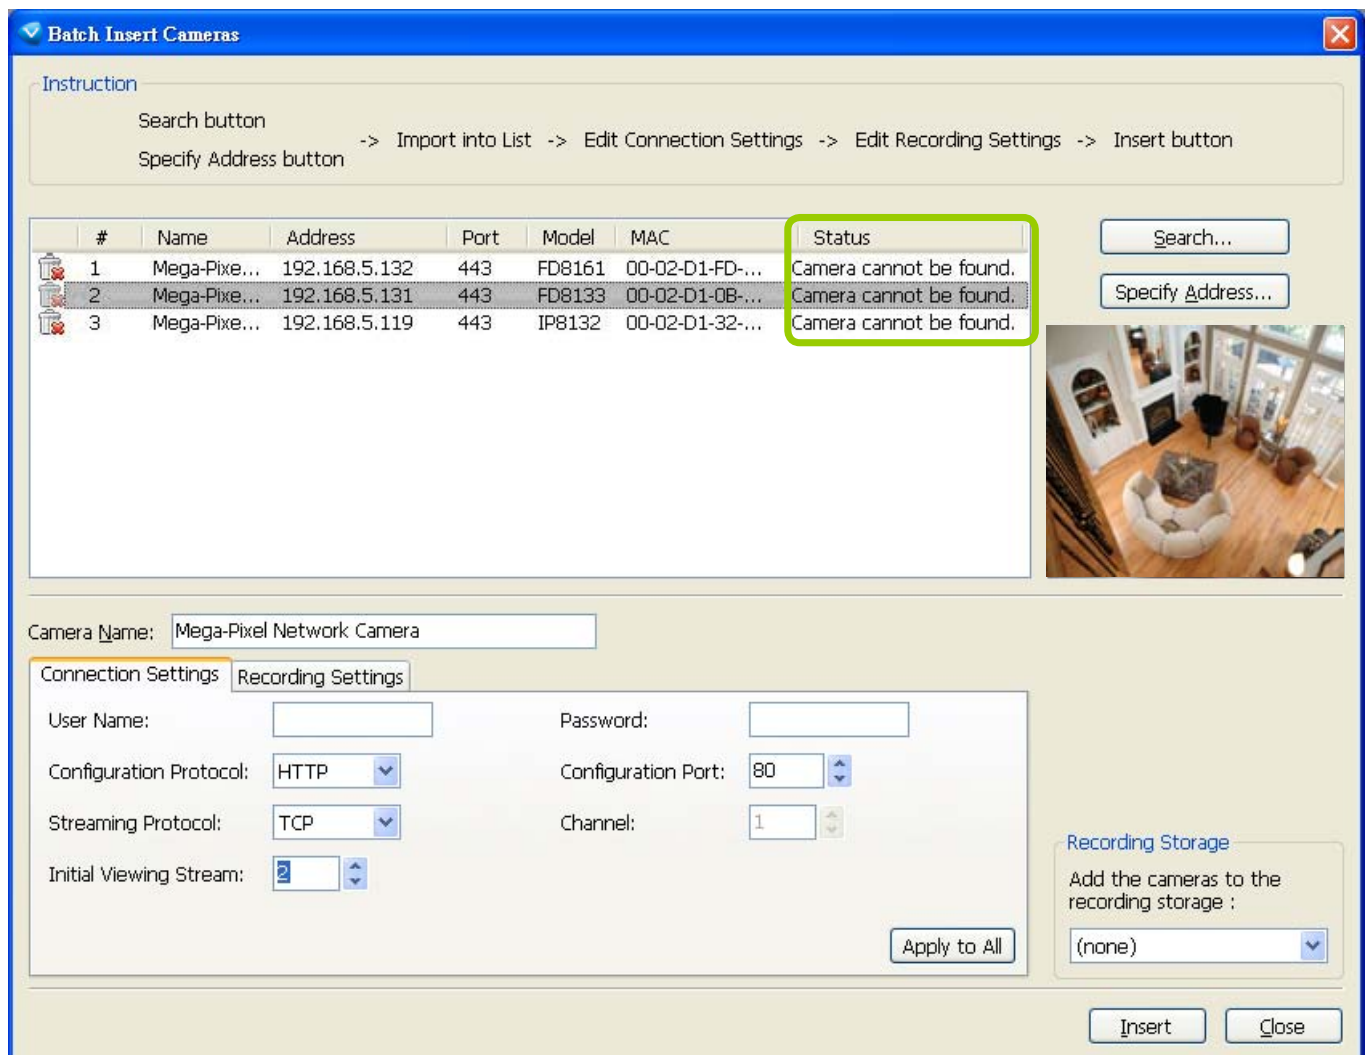 Batch Insert Cameras
Instruction
Search button
Specify Address button
-> Import into List -> Edit Connection Settings -> Edit Recording Settings -> Insert button
# Name Address Port Model MAC Status
1 Mega-Pixe... 192.168.5.132 443 FD8161 00-02-D1-FD-... Camera cannot be found.
2 Mega-Pixe... 192.168.5.131 443 FD8133 00-02-D1-0B-... Camera cannot be found.
3 Mega-Pixe... 192.168.5.119 443 IP8132 00-02-D1-32-... Camera cannot be found.
Search...
Specify Address...
Camera Name: Mega-Pixel Network Camera
Connection Settings Recording Settings
User Name: Password:
Configuration Protocol: HTTP Configuration Port: 80
Streaming Protocol: TCP Channel: 1
Initial Viewing Stream: 2
Apply to All
Recording Storage
Add the cameras to the
recording storage :
(none)
Insert Close